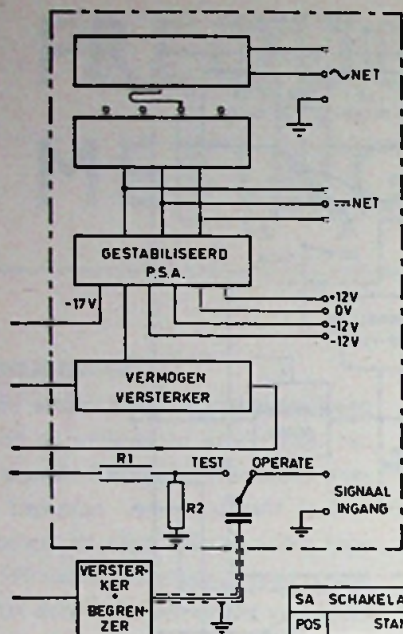 ~NET
⎓NET
GESTABILISEERD
P.S.A.
-17V
+12V
0V
-12V
-12V
VERMOGEN
VERSTERKER
R1
TEST
OPERATE
R2
SIGNAAL
INGANG
VERSTER-
KER
+
BEGREN-
ZER
SA SCHAKELA
POS STAN